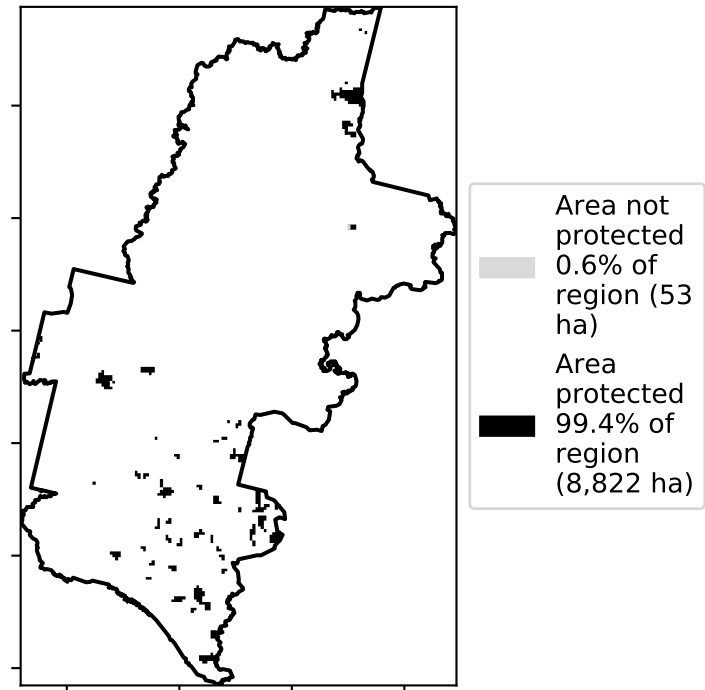 Area not
protected
0.6% of
region (53
ha)
Area
protected
99.4% of
region
(8,822 ha)